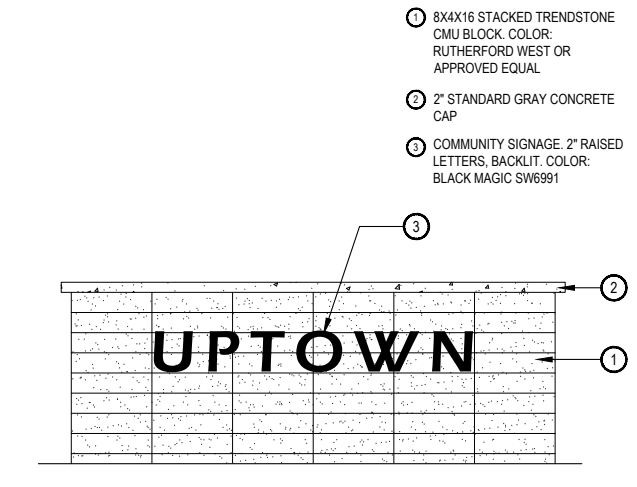 1 8X4X16 STACKED TRENDSTONE
CMU BLOCK. COLOR:
RUTHERFORD WEST OR
APPROVED EQUAL
2 2" STANDARD GRAY CONCRETE
CAP
3 COMMUNITY SIGNAGE. 2" RAISED
LETTERS, BACKLIT. COLOR:
BLACK MAGIC SW6991
3
2
UPTOWN
1